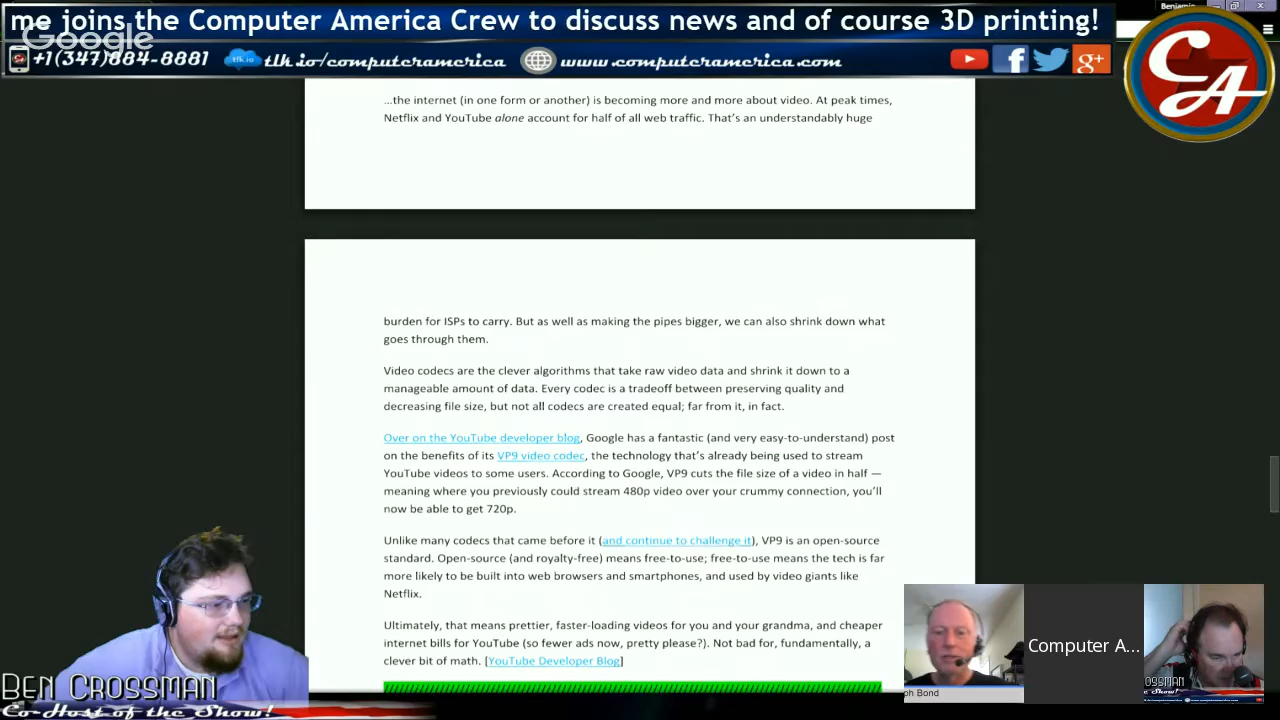 me joins the Computer America Crew to discuss news and of course 3D printing!
Benjamin
Google
+1(347)-884-8881
tlk.io
tlk.io/computeramerica
www.computeramerica.com
f
g+
CA
…the internet (in one form or another) is becoming more and more about video. At peak times,
Netflix and YouTube alone account for half of all web traffic. That's an understandably huge
burden for ISPs to carry. But as well as making the pipes bigger, we can also shrink down what
goes through them.
Video codecs are the clever algorithms that take raw video data and shrink it down to a
manageable amount of data. Every codec is a tradeoff between preserving quality and
decreasing file size, but not all codecs are created equal; far from it, in fact.
Over on the YouTube developer blog, Google has a fantastic (and very easy-to-understand) post
on the benefits of its VP9 video codec, the technology that's already being used to stream
YouTube videos to some users. According to Google, VP9 cuts the file size of a video in half —
meaning where you previously could stream 480p video over your crummy connection, you'll
now be able to get 720p.
Unlike many codecs that came before it (and continue to challenge it), VP9 is an open-source
standard. Open-source (and royalty-free) means free-to-use; free-to-use means the tech is far
more likely to be built into web browsers and smartphones, and used by video giants like
Netflix.
Ultimately, that means prettier, faster-loading videos for you and your grandma, and cheaper
internet bills for YouTube (so fewer ads now, pretty please?). Not bad for, fundamentally, a
clever bit of math. [YouTube Developer Blog]
Ben Crossman
Co-Host of the Show!
Computer A...
ph Bond